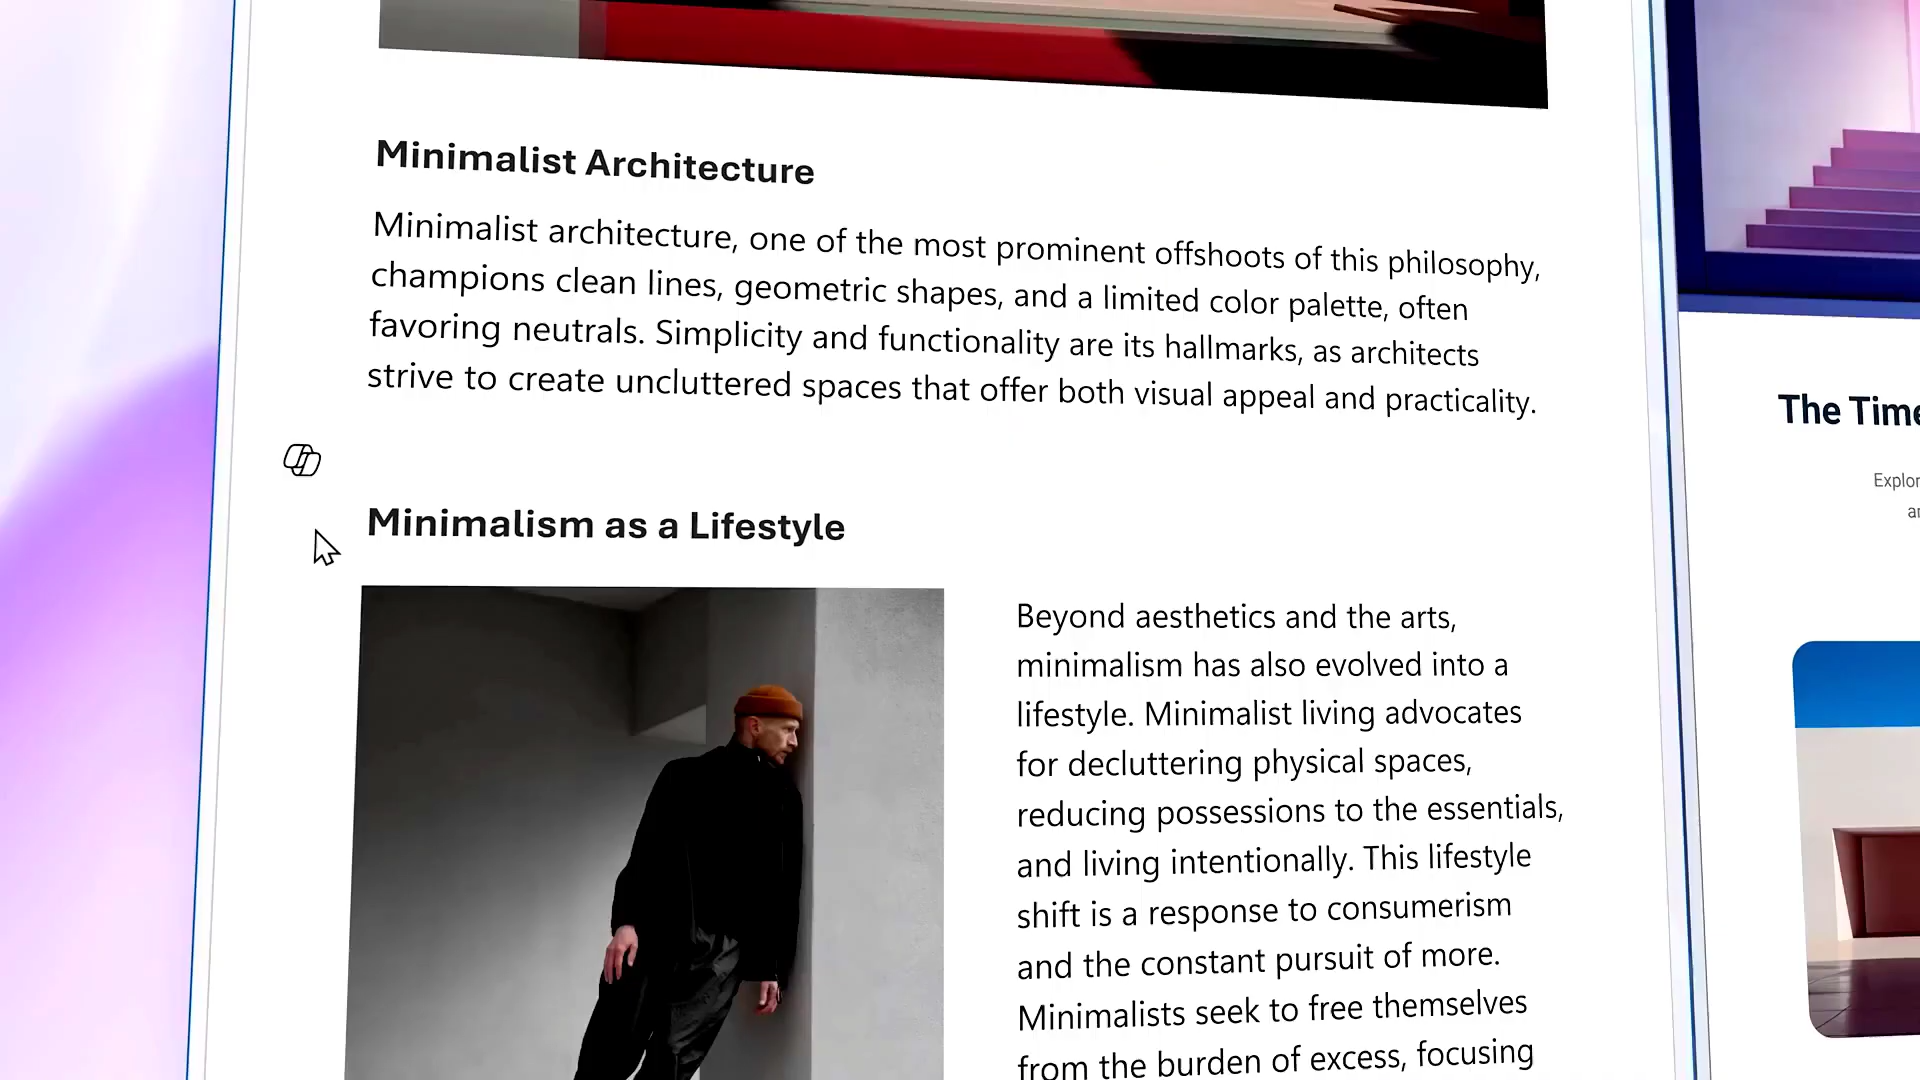 Minimalist Architecture
Minimalist architecture, one of the most prominent offshoots of this philosophy,
champions clean lines, geometric shapes, and a limited color palette, often
favoring neutrals. Simplicity and functionality are its hallmarks, as architects
strive to create uncluttered spaces that offer both visual appeal and practicality.
Minimalism as a Lifestyle
Beyond aesthetics and the arts,
minimalism has also evolved into a
lifestyle. Minimalist living advocates
for decluttering physical spaces,
reducing possessions to the essentials,
and living intentionally. This lifestyle
shift is a response to consumerism
and the constant pursuit of more.
Minimalists seek to free themselves
from the burden of excess, focusing
The